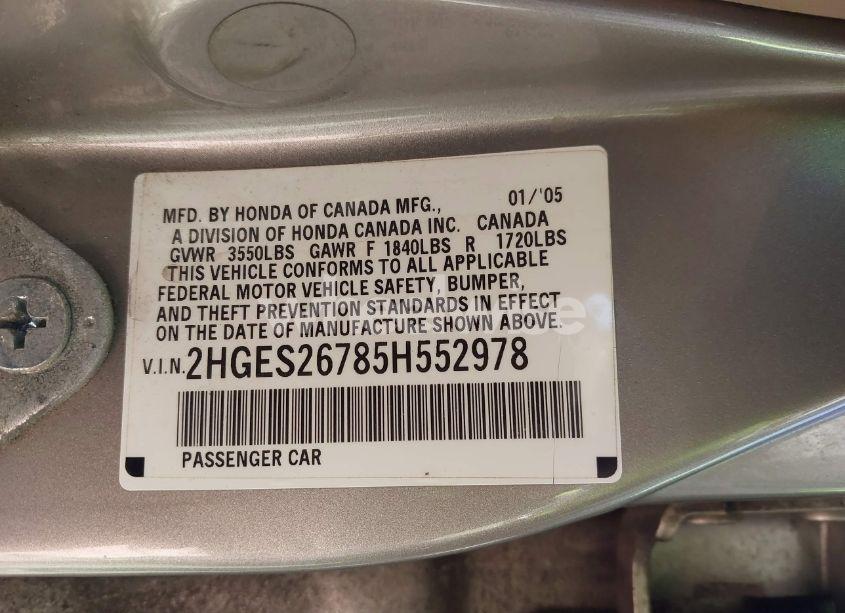 MFD. BY HONDA OF CANADA MFG., 01/'05
A DIVISION OF HONDA CANADA INC. CANADA
GVWR 3550LBS GAWR F 1840LBS R 1720LBS
THIS VEHICLE CONFORMS TO ALL APPLICABLE
FEDERAL MOTOR VEHICLE SAFETY, BUMPER,
AND THEFT PREVENTION STANDARDS IN EFFECT
ON THE DATE OF MANUFACTURE SHOWN ABOVE.
V.I.N. 2HGES26785H552978
PASSENGER CAR